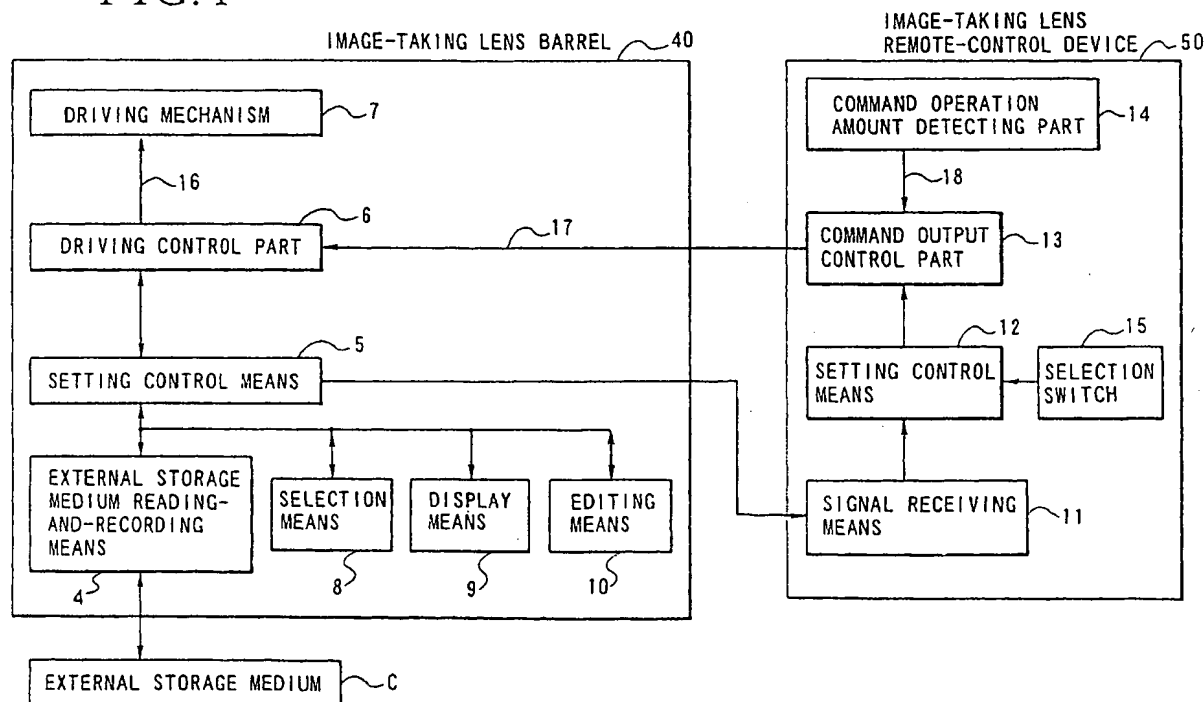 FIG.1
IMAGE-TAKING LENS BARREL
40
DRIVING MECHANISM
7
16
6
DRIVING CONTROL PART
17
5
SETTING CONTROL MEANS
EXTERNAL STORAGE
MEDIUM READING-
AND-RECORDING
MEANS
4
SELECTION
MEANS
8
DISPLAY
MEANS
9
EDITING
MEANS
10
EXTERNAL STORAGE MEDIUM
C
IMAGE-TAKING LENS
REMOTE-CONTROL DEVICE
50
COMMAND OPERATION
AMOUNT DETECTING PART
14
18
COMMAND OUTPUT
CONTROL PART
13
12
SETTING CONTROL
MEANS
15
SELECTION
SWITCH
SIGNAL RECEIVING
MEANS
11